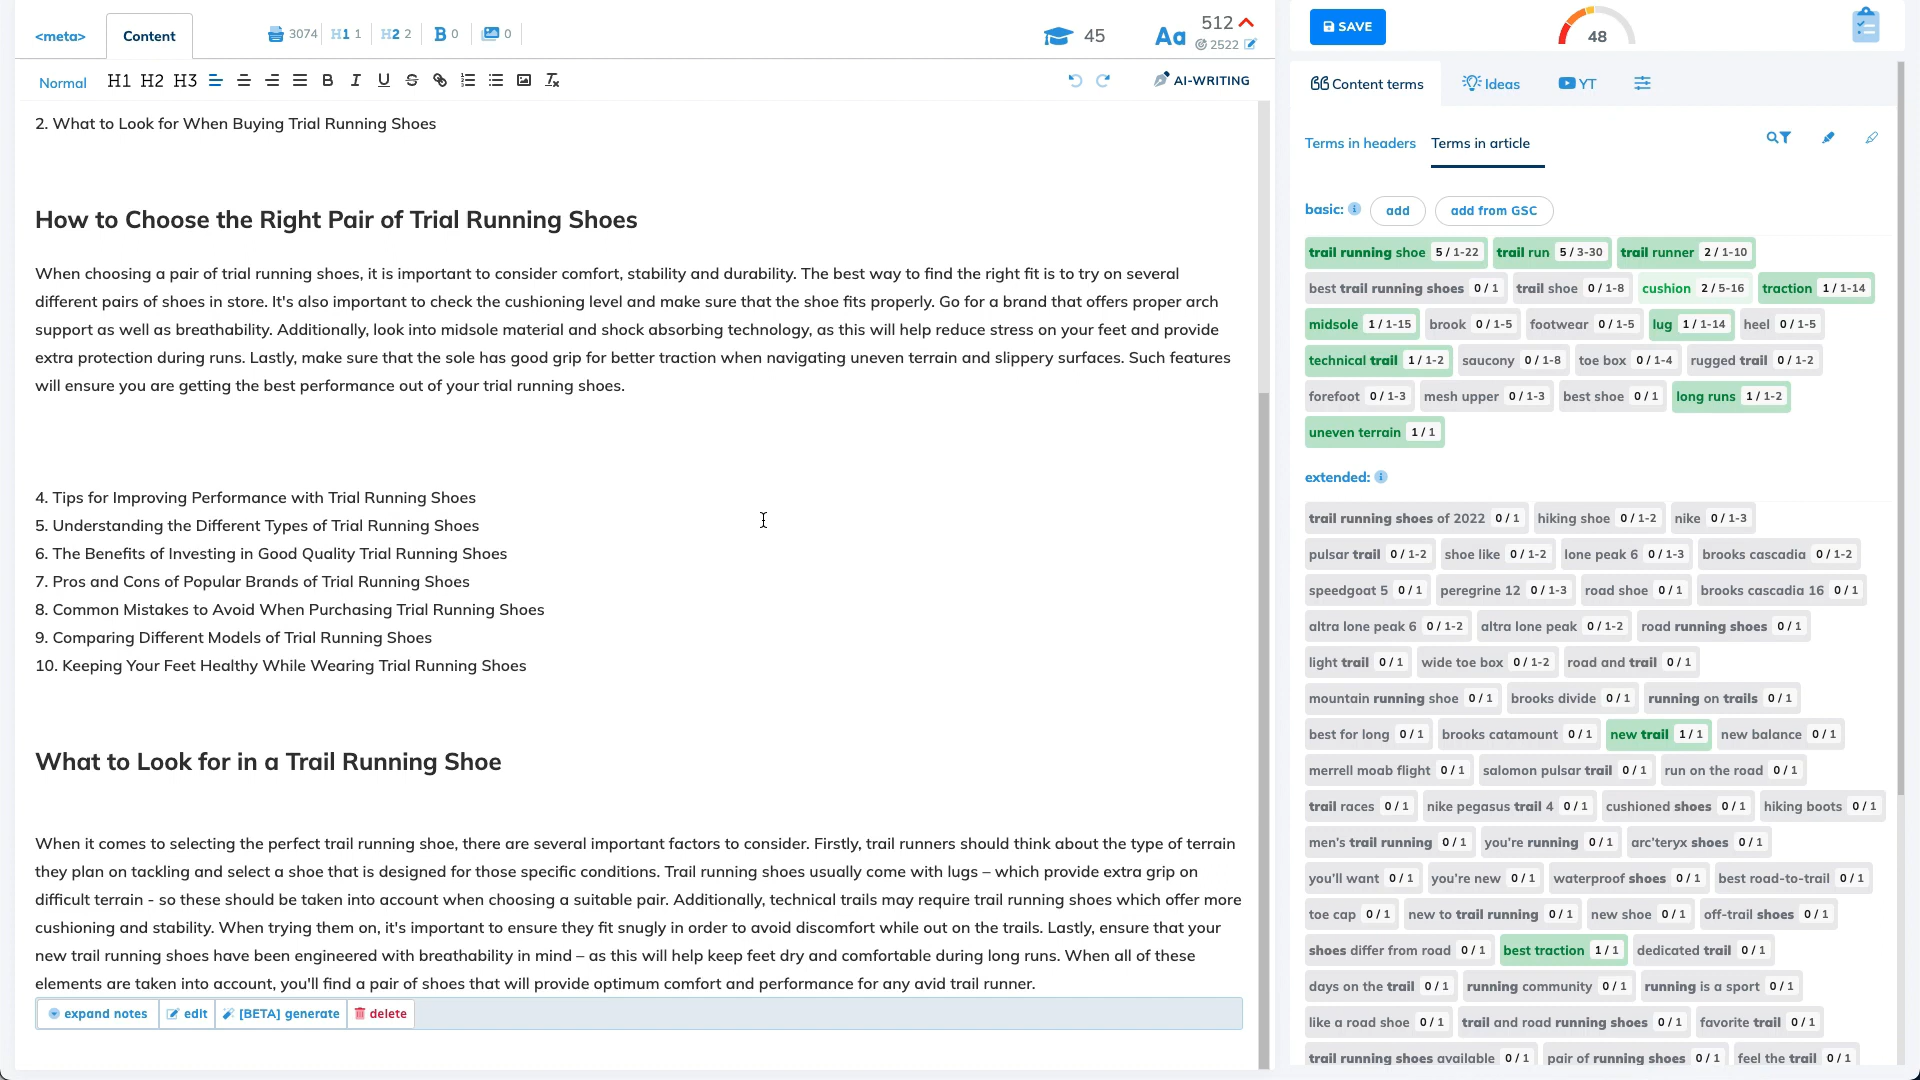 <meta>
Content
3074
H1 1
H2 2
B 0
0
45
Aa
512
2522
Normal
H1 H2 H3 B I U S
AI-WRITING
2. What to Look for When Buying Trial Running Shoes
How to Choose the Right Pair of Trial Running Shoes
When choosing a pair of trial running shoes, it is important to consider comfort, stability and durability. The best way to find the right fit is to try on several
different pairs of shoes in store. It's also important to check the cushioning level and make sure that the shoe fits properly. Go for a brand that offers proper arch
support as well as breathability. Additionally, look into midsole material and shock absorbing technology, as this will help reduce stress on your feet and provide
extra protection during runs. Lastly, make sure that the sole has good grip for better traction when navigating uneven terrain and slippery surfaces. Such features
will ensure you are getting the best performance out of your trial running shoes.
4. Tips for Improving Performance with Trial Running Shoes
5. Understanding the Different Types of Trial Running Shoes
6. The Benefits of Investing in Good Quality Trial Running Shoes
7. Pros and Cons of Popular Brands of Trial Running Shoes
8. Common Mistakes to Avoid When Purchasing Trial Running Shoes
9. Comparing Different Models of Trial Running Shoes
10. Keeping Your Feet Healthy While Wearing Trial Running Shoes
What to Look for in a Trail Running Shoe
When it comes to selecting the perfect trail running shoe, there are several important factors to consider. Firstly, trail runners should think about the type of terrain
they plan on tackling and select a shoe that is designed for those specific conditions. Trail running shoes usually come with lugs – which provide extra grip on
difficult terrain - so these should be taken into account when choosing a suitable pair. Additionally, technical trails may require trail running shoes which offer more
cushioning and stability. When trying them on, it's important to ensure they fit snugly in order to avoid discomfort while out on the trails. Lastly, ensure that your
new trail running shoes have been engineered with breathability in mind – as this will help keep feet dry and comfortable during long runs. When all of these
elements are taken into account, you'll find a pair of shoes that will provide optimum comfort and performance for any avid trail runner.
expand notes edit [BETA] generate delete
SAVE
48
Content terms Ideas YT
Terms in headers Terms in article
basic: add add from GSC
trail running shoe 5 / 1-22 trail run 5 / 3-30 trail runner 2 / 1-10
best trail running shoes 0 / 1 trail shoe 0 / 1-8 cushion 2 / 5-16 traction 1 / 1-14
midsole 1 / 1-15 brook 0 / 1-5 footwear 0 / 1-5 lug 1 / 1-14 heel 0 / 1-5
technical trail 1 / 1-2 saucony 0 / 1-8 toe box 0 / 1-4 rugged trail 0 / 1-2
forefoot 0 / 1-3 mesh upper 0 / 1-3 best shoe 0 / 1 long runs 1 / 1-2
uneven terrain 1 / 1
extended:
trail running shoes of 2022 0 / 1 hiking shoe 0 / 1-2 nike 0 / 1-3
pulsar trail 0 / 1-2 shoe like 0 / 1-2 lone peak 6 0 / 1-3 brooks cascadia 0 / 1-2
speedgoat 5 0 / 1 peregrine 12 0 / 1-3 road shoe 0 / 1 brooks cascadia 16 0 / 1
altra lone peak 6 0 / 1-2 altra lone peak 0 / 1-2 road running shoes 0 / 1
light trail 0 / 1 wide toe box 0 / 1-2 road and trail 0 / 1
mountain running shoe 0 / 1 brooks divide 0 / 1 running on trails 0 / 1
best for long 0 / 1 brooks catamount 0 / 1 new trail 1 / 1 new balance 0 / 1
merrell moab flight 0 / 1 salomon pulsar trail 0 / 1 run on the road 0 / 1
trail races 0 / 1 nike pegasus trail 4 0 / 1 cushioned shoes 0 / 1 hiking boots 0 / 1
men's trail running 0 / 1 you're running 0 / 1 arc'teryx shoes 0 / 1
you'll want 0 / 1 you're new 0 / 1 waterproof shoes 0 / 1 best road-to-trail 0 / 1
toe cap 0 / 1 new to trail running 0 / 1 new shoe 0 / 1 off-trail shoes 0 / 1
shoes differ from road 0 / 1 best traction 1 / 1 dedicated trail 0 / 1
days on the trail 0 / 1 running community 0 / 1 running is a sport 0 / 1
like a road shoe 0 / 1 trail and road running shoes 0 / 1 favorite trail 0 / 1
trail running shoes available 0 / 1 pair of running shoes 0 / 1 feel the trail 0 / 1